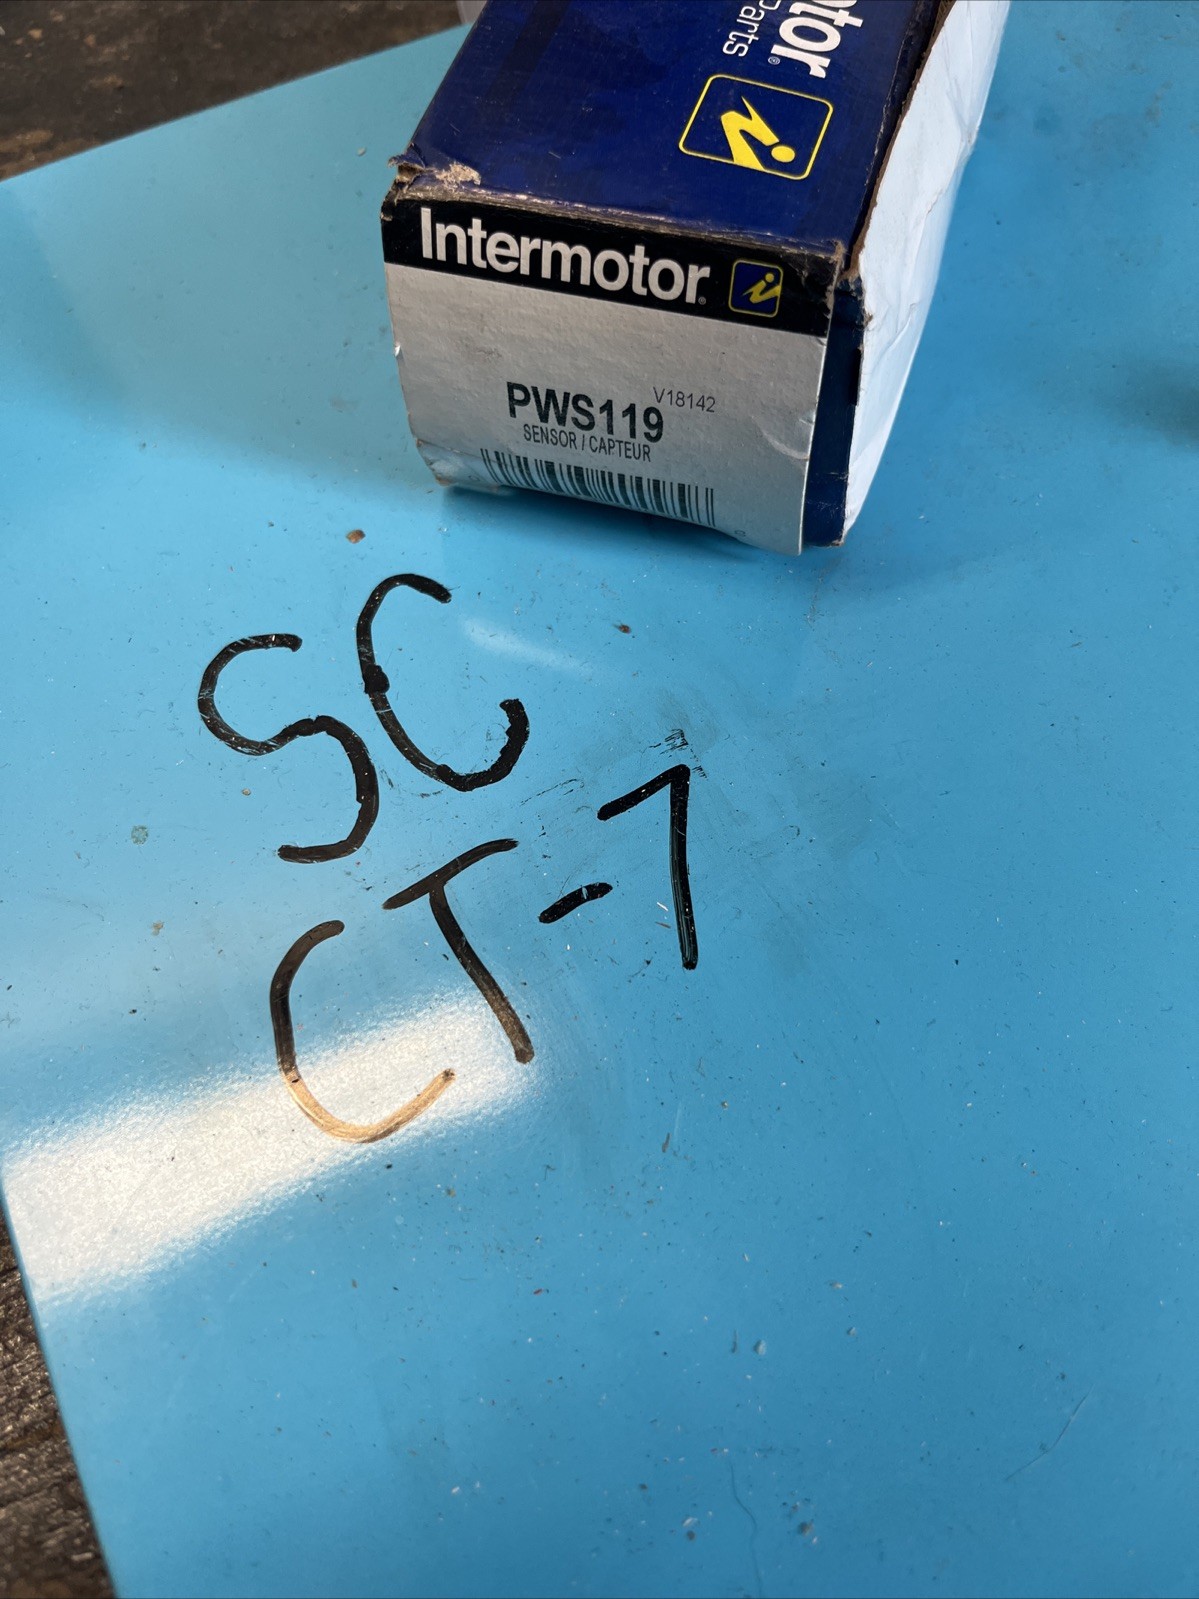 otor®
Parts
Intermotor®
PWS119 V18142
SENSOR / CAPTEUR
SC
CT-7